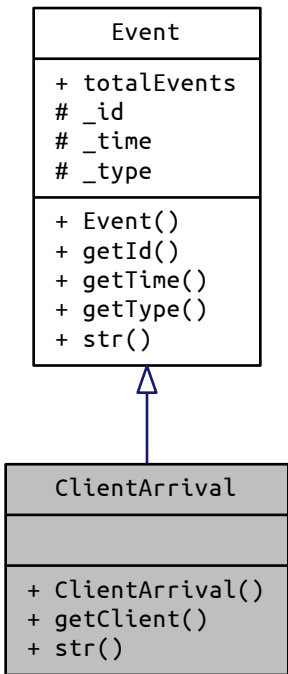 Event
+ totalEvents
# _id
# _time
# _type
+ Event()
+ getId()
+ getTime()
+ getType()
+ str()
ClientArrival
+ ClientArrival()
+ getClient()
+ str()